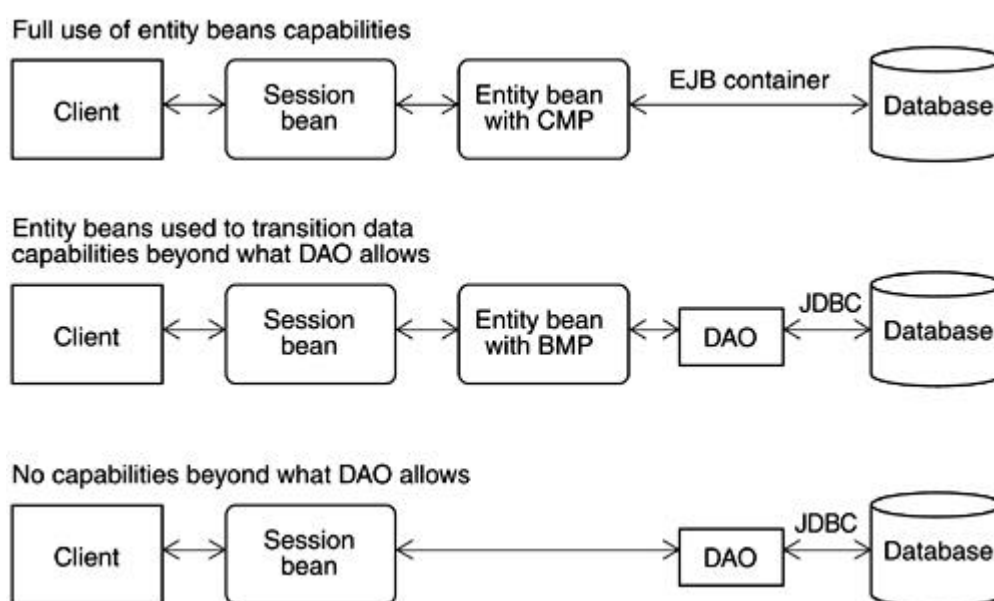 Full use of entity beans capabilities
Client
Session
bean
Entity bean
with CMP
EJB container
Database
Entity beans used to transition data
capabilities beyond what DAO allows
Client
Session
bean
Entity bean
with BMP
DAO
JDBC
Database
No capabilities beyond what DAO allows
Client
Session
bean
DAO
JDBC
Database